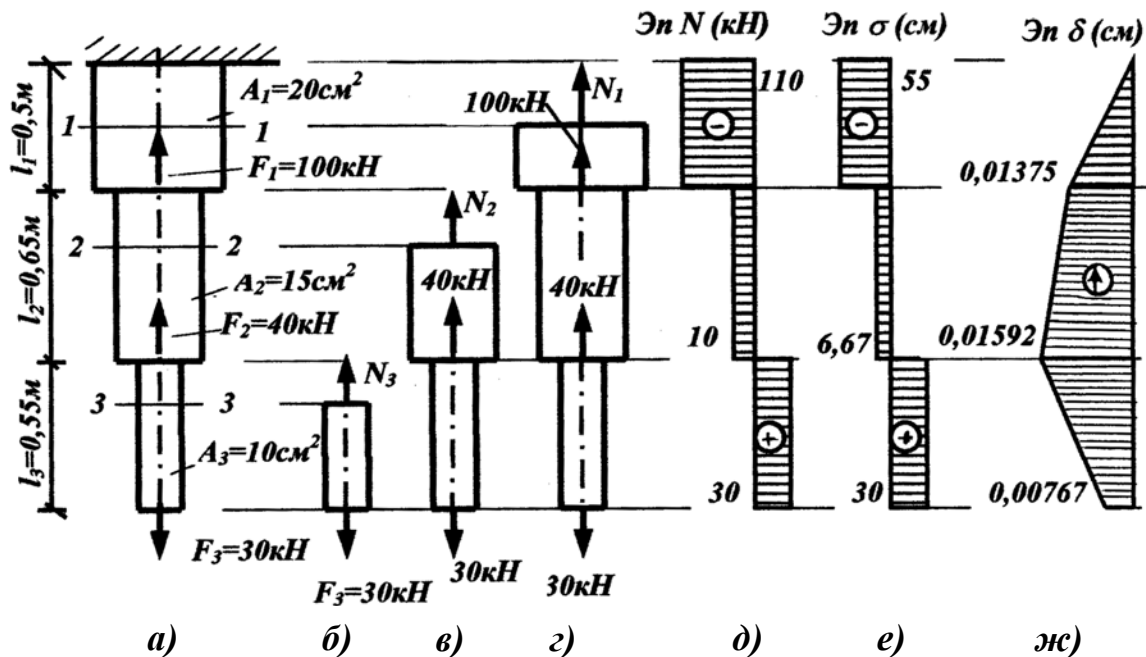 Эп N (кН)
Эп σ (см)
Эп δ (см)
l₁=0,5м
l₂=0,65м
l₃=0,55м
A₁=20см²
1
1
F₁=100кН
2
2
A₂=15см²
F₂=40кН
3
3
A₃=10см²
F₃=30кН
N₃
F₃=30кН
N₂
40кН
30кН
N₁
100кН
40кН
30кН
110
-
10
+
30
55
-
6,67
+
30
0,01375
0,01592
0,00767
а)
б)
в)
г)
д)
е)
ж)